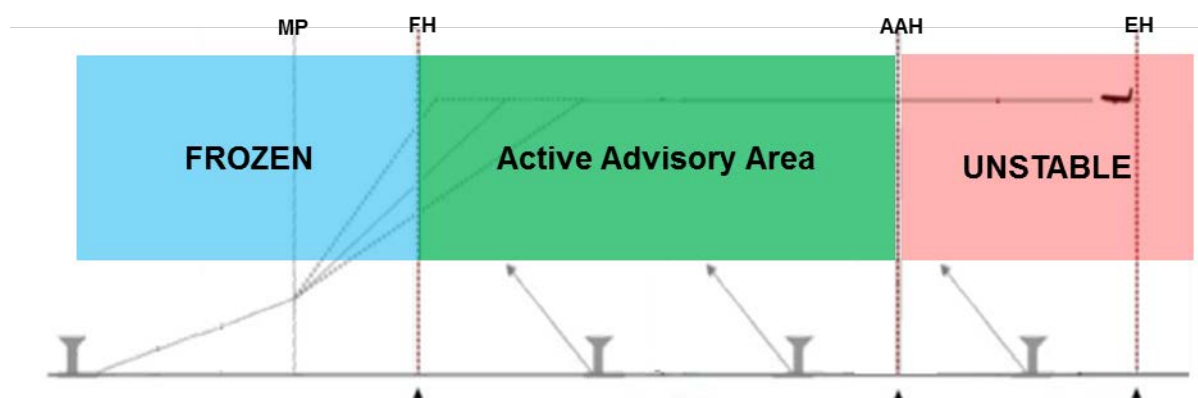 MP
FH
AAH
EH
FROZEN
Active Advisory Area
UNSTABLE